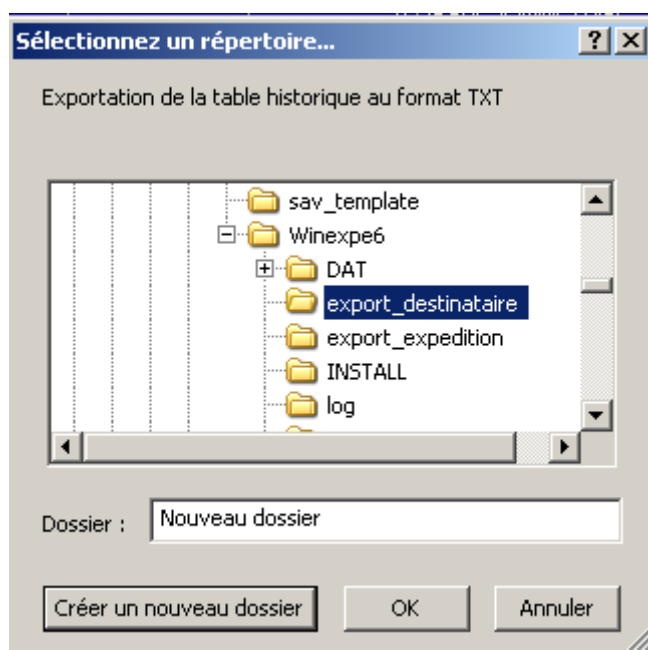 Sélectionnez un répertoire...
Exportation de la table historique au format TXT
sav_template
Winexpe6
DAT
export_destinataire
export_expedition
INSTALL
log
Dossier : Nouveau dossier
Créer un nouveau dossier OK Annuler